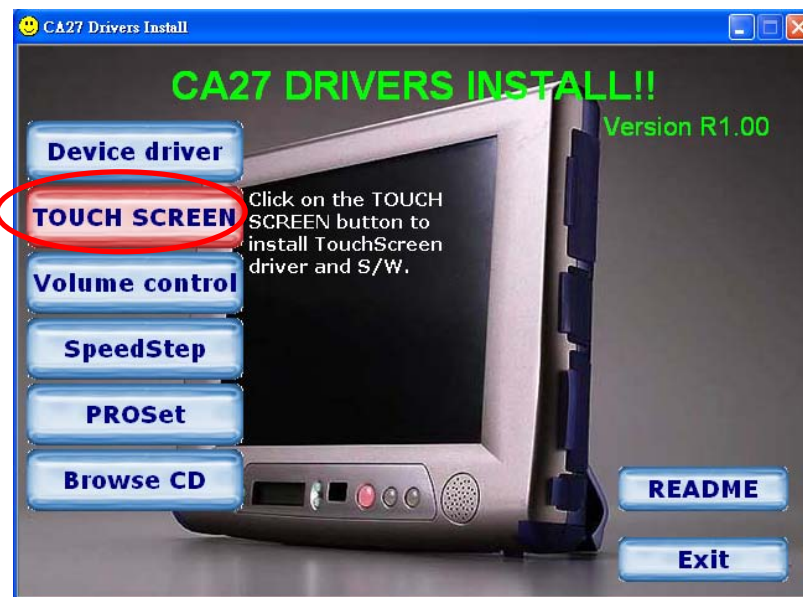 CA27 Drivers Install
CA27 DRIVERS INSTALL!!
Version R1.00
Device driver
TOUCH SCREEN
Click on the TOUCH
SCREEN button to
install TouchScreen
driver and S/W.
Volume control
SpeedStep
PROSet
Browse CD
README
Exit